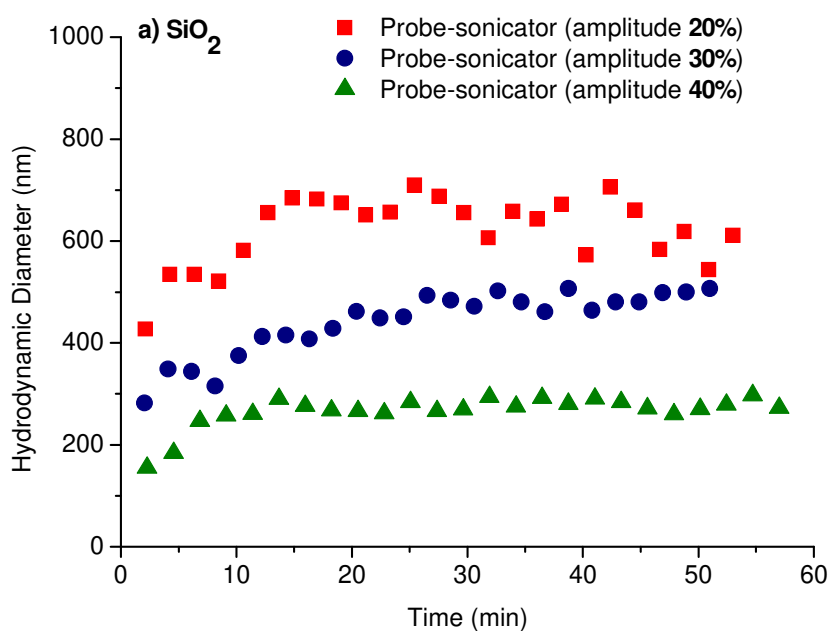 a) SiO2
Probe-sonicator (amplitude 20%)
Probe-sonicator (amplitude 30%)
Probe-sonicator (amplitude 40%)
Hydrodynamic Diameter (nm)
1000
800
600
400
200
0
0 10 20 30 40 50 60
Time (min)